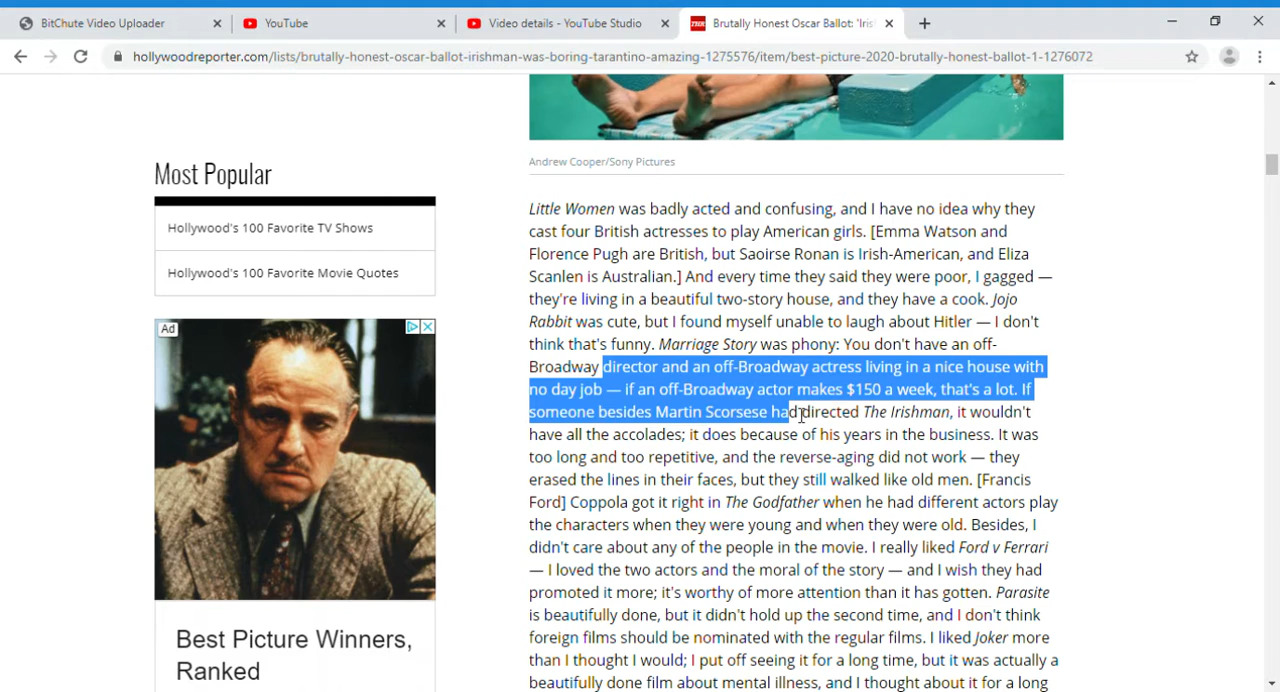 BitChute Video Uploader
YouTube
Video details - YouTube Studio
Brutally Honest Oscar Ballot: 'Iris
hollywoodreporter.com/lists/brutally-honest-oscar-ballot-irishman-was-boring-tarantino-amazing-1275576/item/best-picture-2020-brutally-honest-ballot-1-1276072
Andrew Cooper/Sony Pictures
Most Popular
Hollywood's 100 Favorite TV Shows
Hollywood's 100 Favorite Movie Quotes
Ad
Best Picture Winners,
Ranked
Little Women was badly acted and confusing, and I have no idea why they
cast four British actresses to play American girls. [Emma Watson and
Florence Pugh are British, but Saoirse Ronan is Irish-American, and Eliza
Scanlen is Australian.] And every time they said they were poor, I gagged —
they're living in a beautiful two-story house, and they have a cook. Jojo
Rabbit was cute, but I found myself unable to laugh about Hitler — I don't
think that's funny. Marriage Story was phony: You don't have an off-
Broadway director and an off-Broadway actress living in a nice house with
no day job — if an off-Broadway actor makes $150 a week, that's a lot. If
someone besides Martin Scorsese had directed The Irishman, it wouldn't
have all the accolades; it does because of his years in the business. It was
too long and too repetitive, and the reverse-aging did not work — they
erased the lines in their faces, but they still walked like old men. [Francis
Ford] Coppola got it right in The Godfather when he had different actors play
the characters when they were young and when they were old. Besides, I
didn't care about any of the people in the movie. I really liked Ford v Ferrari
— I loved the two actors and the moral of the story — and I wish they had
promoted it more; it's worthy of more attention than it has gotten. Parasite
is beautifully done, but it didn't hold up the second time, and I don't think
foreign films should be nominated with the regular films. I liked Joker more
than I thought I would; I put off seeing it for a long time, but it was actually a
beautifully done film about mental illness, and I thought about it for a long